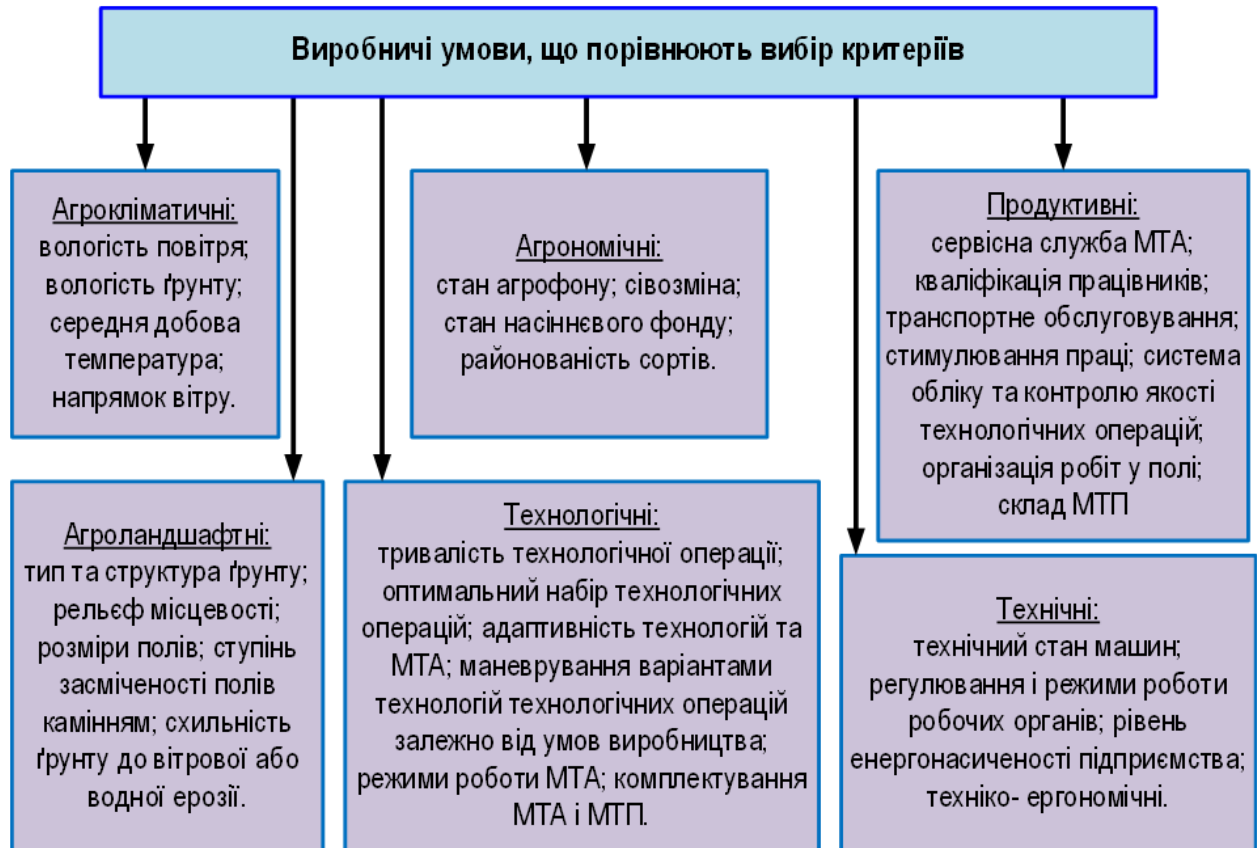 Виробничі умови, що порівнюють вибір критеріїв
Агрокліматичні:
вологість повітря;
вологість ґрунту;
середня добова
температура;
напрямок вітру.
Агрономічні:
стан агрофону; сівозміна;
стан насіннєвого фонду;
районованість сортів.
Продуктивні:
сервісна служба МТА;
кваліфікація працівників;
транспортне обслуговування;
стимулювання праці; система
обліку та контролю якості
технологічних операцій;
організація робіт у полі;
склад МТП
Агроландшафтні:
тип та структура ґрунту;
рельєф місцевості;
розміри полів; ступінь
засміченості полів
камінням; схильність
ґрунту до вітрової або
водної ерозії.
Технологічні:
тривалість технологічної операції;
оптимальний набір технологічних
операцій; адаптивність технологій та
МТА; маневрування варіантами
технологій технологічних операцій
залежно від умов виробництва;
режими роботи МТА; комплектування
МТА і МТП.
Технічні:
технічний стан машин;
регулювання і режими роботи
робочих органів; рівень
енергонасиченості підприємства;
техніко- ергономічні.